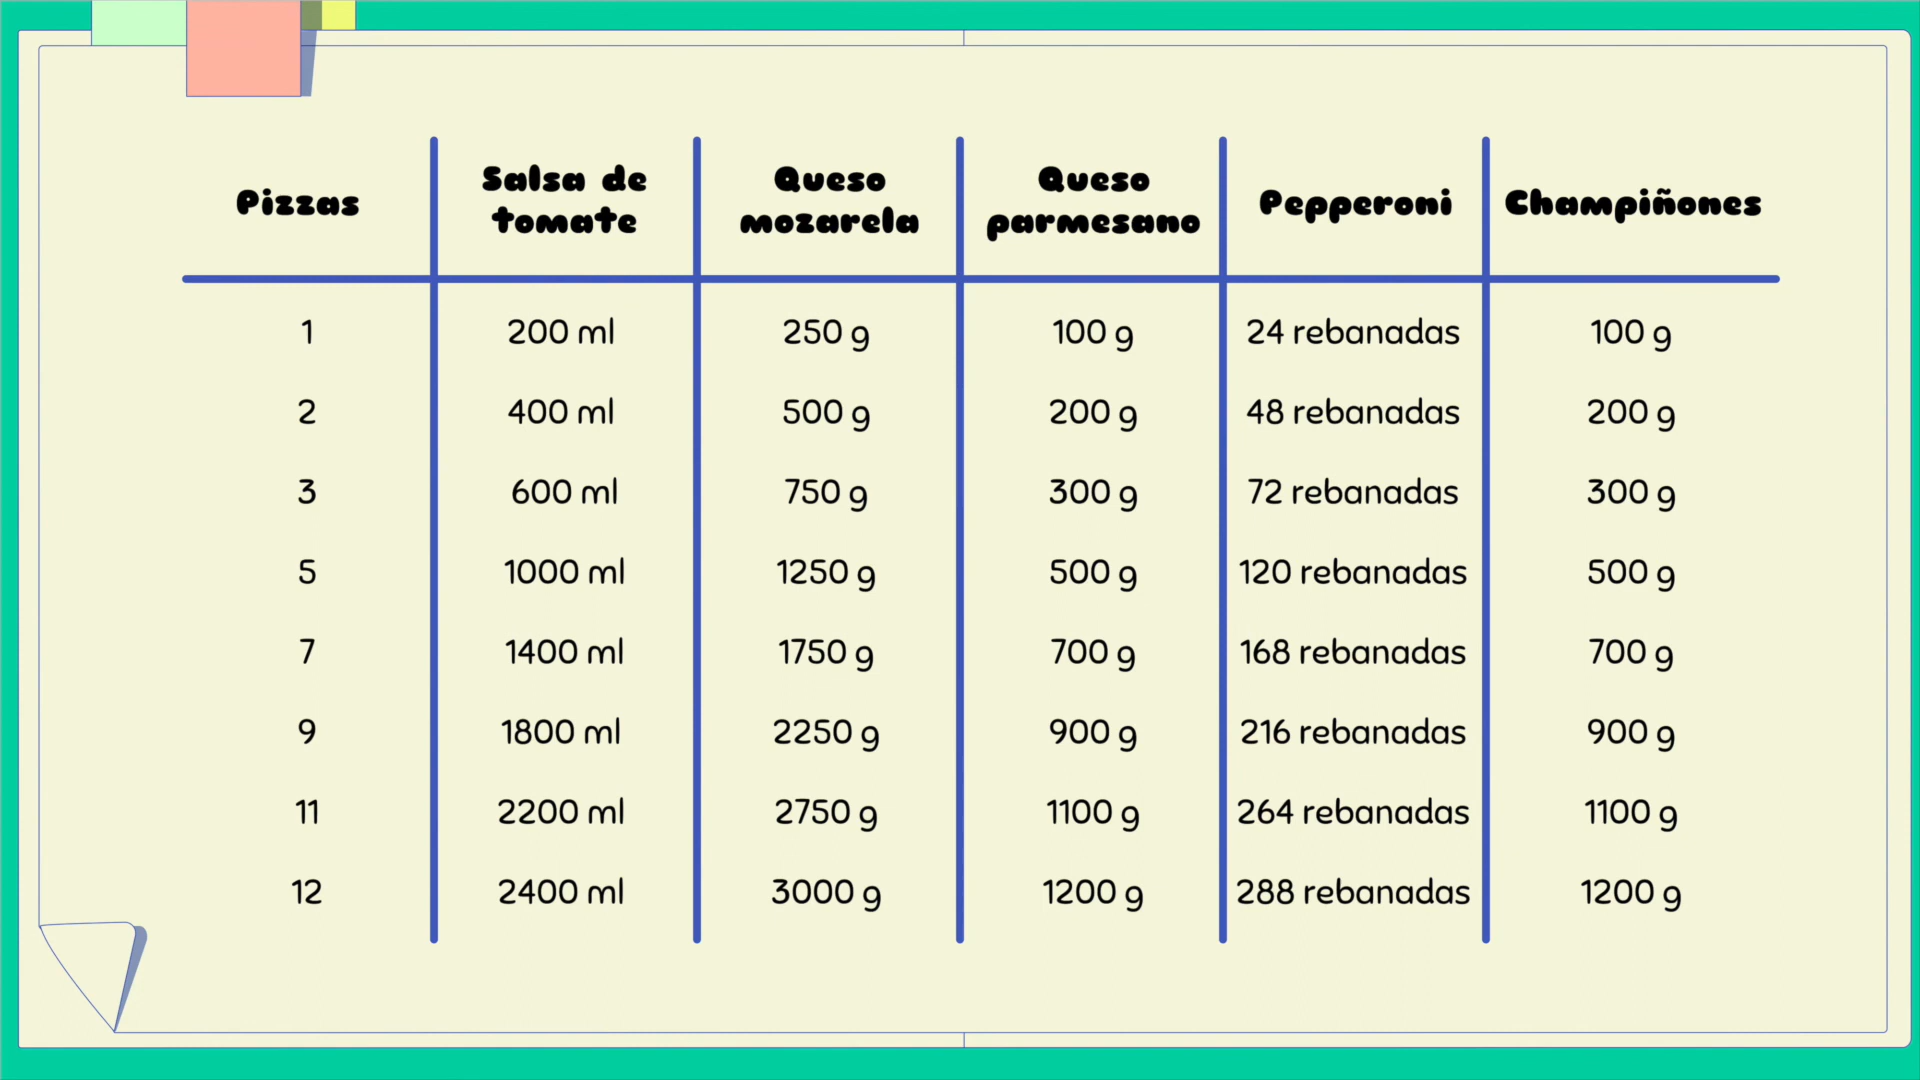 Pizzas Salsa de tomate Queso mozarela Queso parmesano Pepperoni Champiñones
1 200 ml 250 g 100 g 24 rebanadas 100 g
2 400 ml 500 g 200 g 48 rebanadas 200 g
3 600 ml 750 g 300 g 72 rebanadas 300 g
5 1000 ml 1250 g 500 g 120 rebanadas 500 g
7 1400 ml 1750 g 700 g 168 rebanadas 700 g
9 1800 ml 2250 g 900 g 216 rebanadas 900 g
11 2200 ml 2750 g 1100 g 264 rebanadas 1100 g
12 2400 ml 3000 g 1200 g 288 rebanadas 1200 g